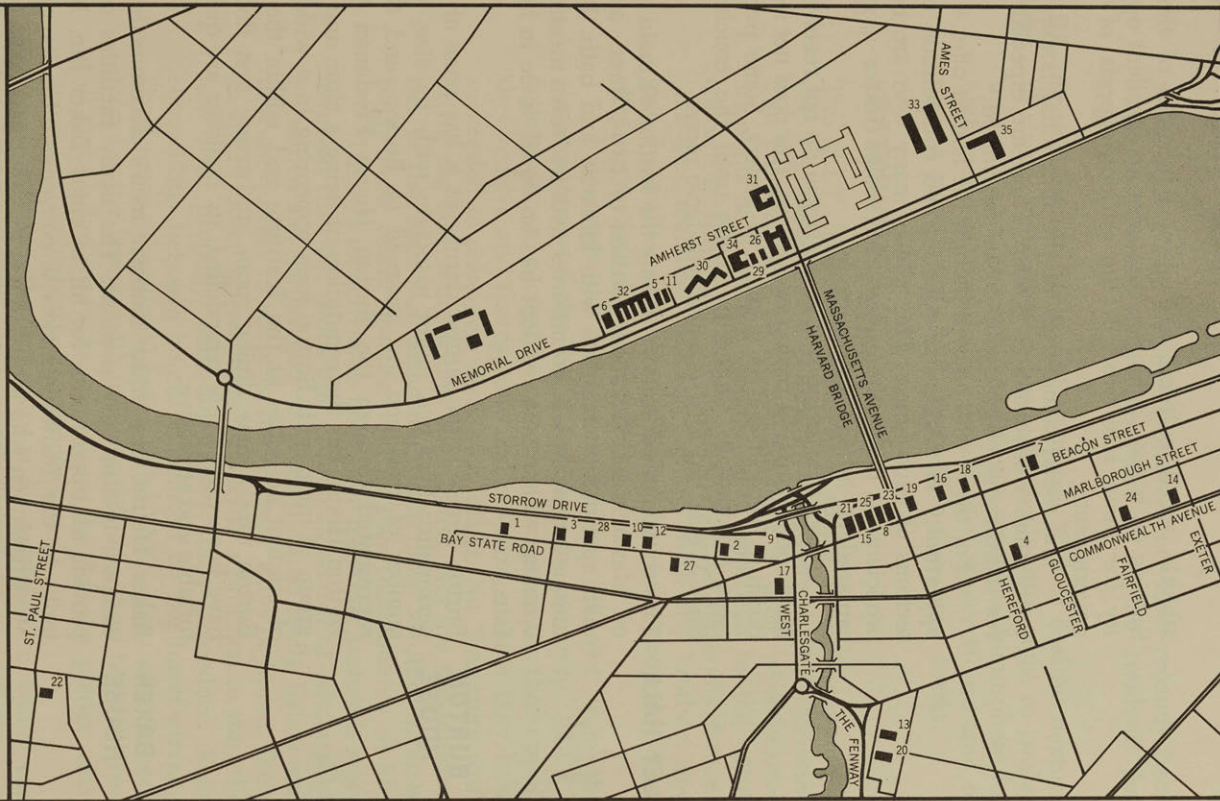 AMES STREET
33
35
31
AMHERST STREET
34
26
29
30
5
11
32
6
MEMORIAL DRIVE
MASSACHUSETTS AVENUE
HARVARD BRIDGE
7
BEACON STREET
MARLBOROUGH STREET
14
24
COMMONWEALTH AVENUE
EXETER
FAIRFIELD
GLOUCESTER
HEREFORD
4
18
16
19
23
25
21
15
8
STORROW DRIVE
1
3
28
10
12
BAY STATE ROAD
27
2
9
17
WEST
CHARLESGATE
ST. PAUL STREET
22
THE FENWAY
13
20